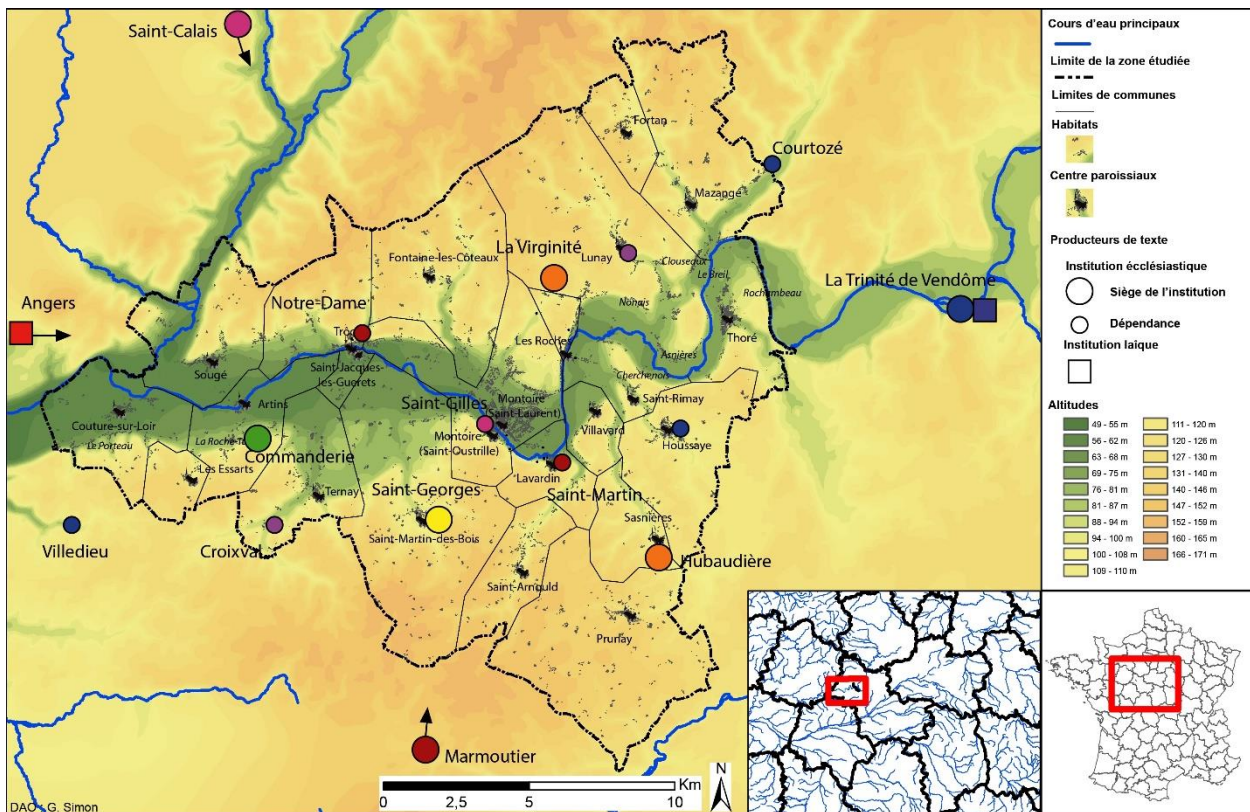 Saint-Calais
Fortan
Courtozé
Mazangé
La Virginité
Lunay
Fontaine-les-Coteaux
Clouseaux
Le Breil
Rochambeau
La Trinité de Vendôme
Angers
Notre-Dame
Nonais
Les Roches
Thoré
Sougé
Saint-Jacques-
les-Guerets
Asnières
Cherchenois
Artins
Saint-Gilles
Montoire
(Saint-Laurent)
Saint-Rimay
Couture-sur-Loir
Villavard
Le Porteau
Montoire
(Saint-Oustrille)
Houssaye
Commanderie
Les Essarts
Lavardin
Ternay
Saint-Georges
Saint-Martin
Sasnières
Villedieu
Croixval
Saint-Martin-des-Bois
Hubaudière
Saint-Arnould
Prunay
Marmoutier
Km
0
2,5
5
10
N
DAO : G. Simon
Cours d'eau principaux
Limite de la zone étudiée
Limites de communes
Habitats
Centre paroissiaux
Producteurs de texte
Institution écclésiastique
Siège de l'institution
Dépendance
Institution laïque
Altitudes
49 - 55 m
56 - 62 m
63 - 68 m
69 - 75 m
76 - 81 m
81 - 87 m
88 - 94 m
94 - 100 m
100 - 108 m
109 - 110 m
111 - 120 m
120 - 126 m
127 - 130 m
131 - 140 m
140 - 146 m
147 - 152 m
152 - 159 m
160 - 165 m
166 - 171 m